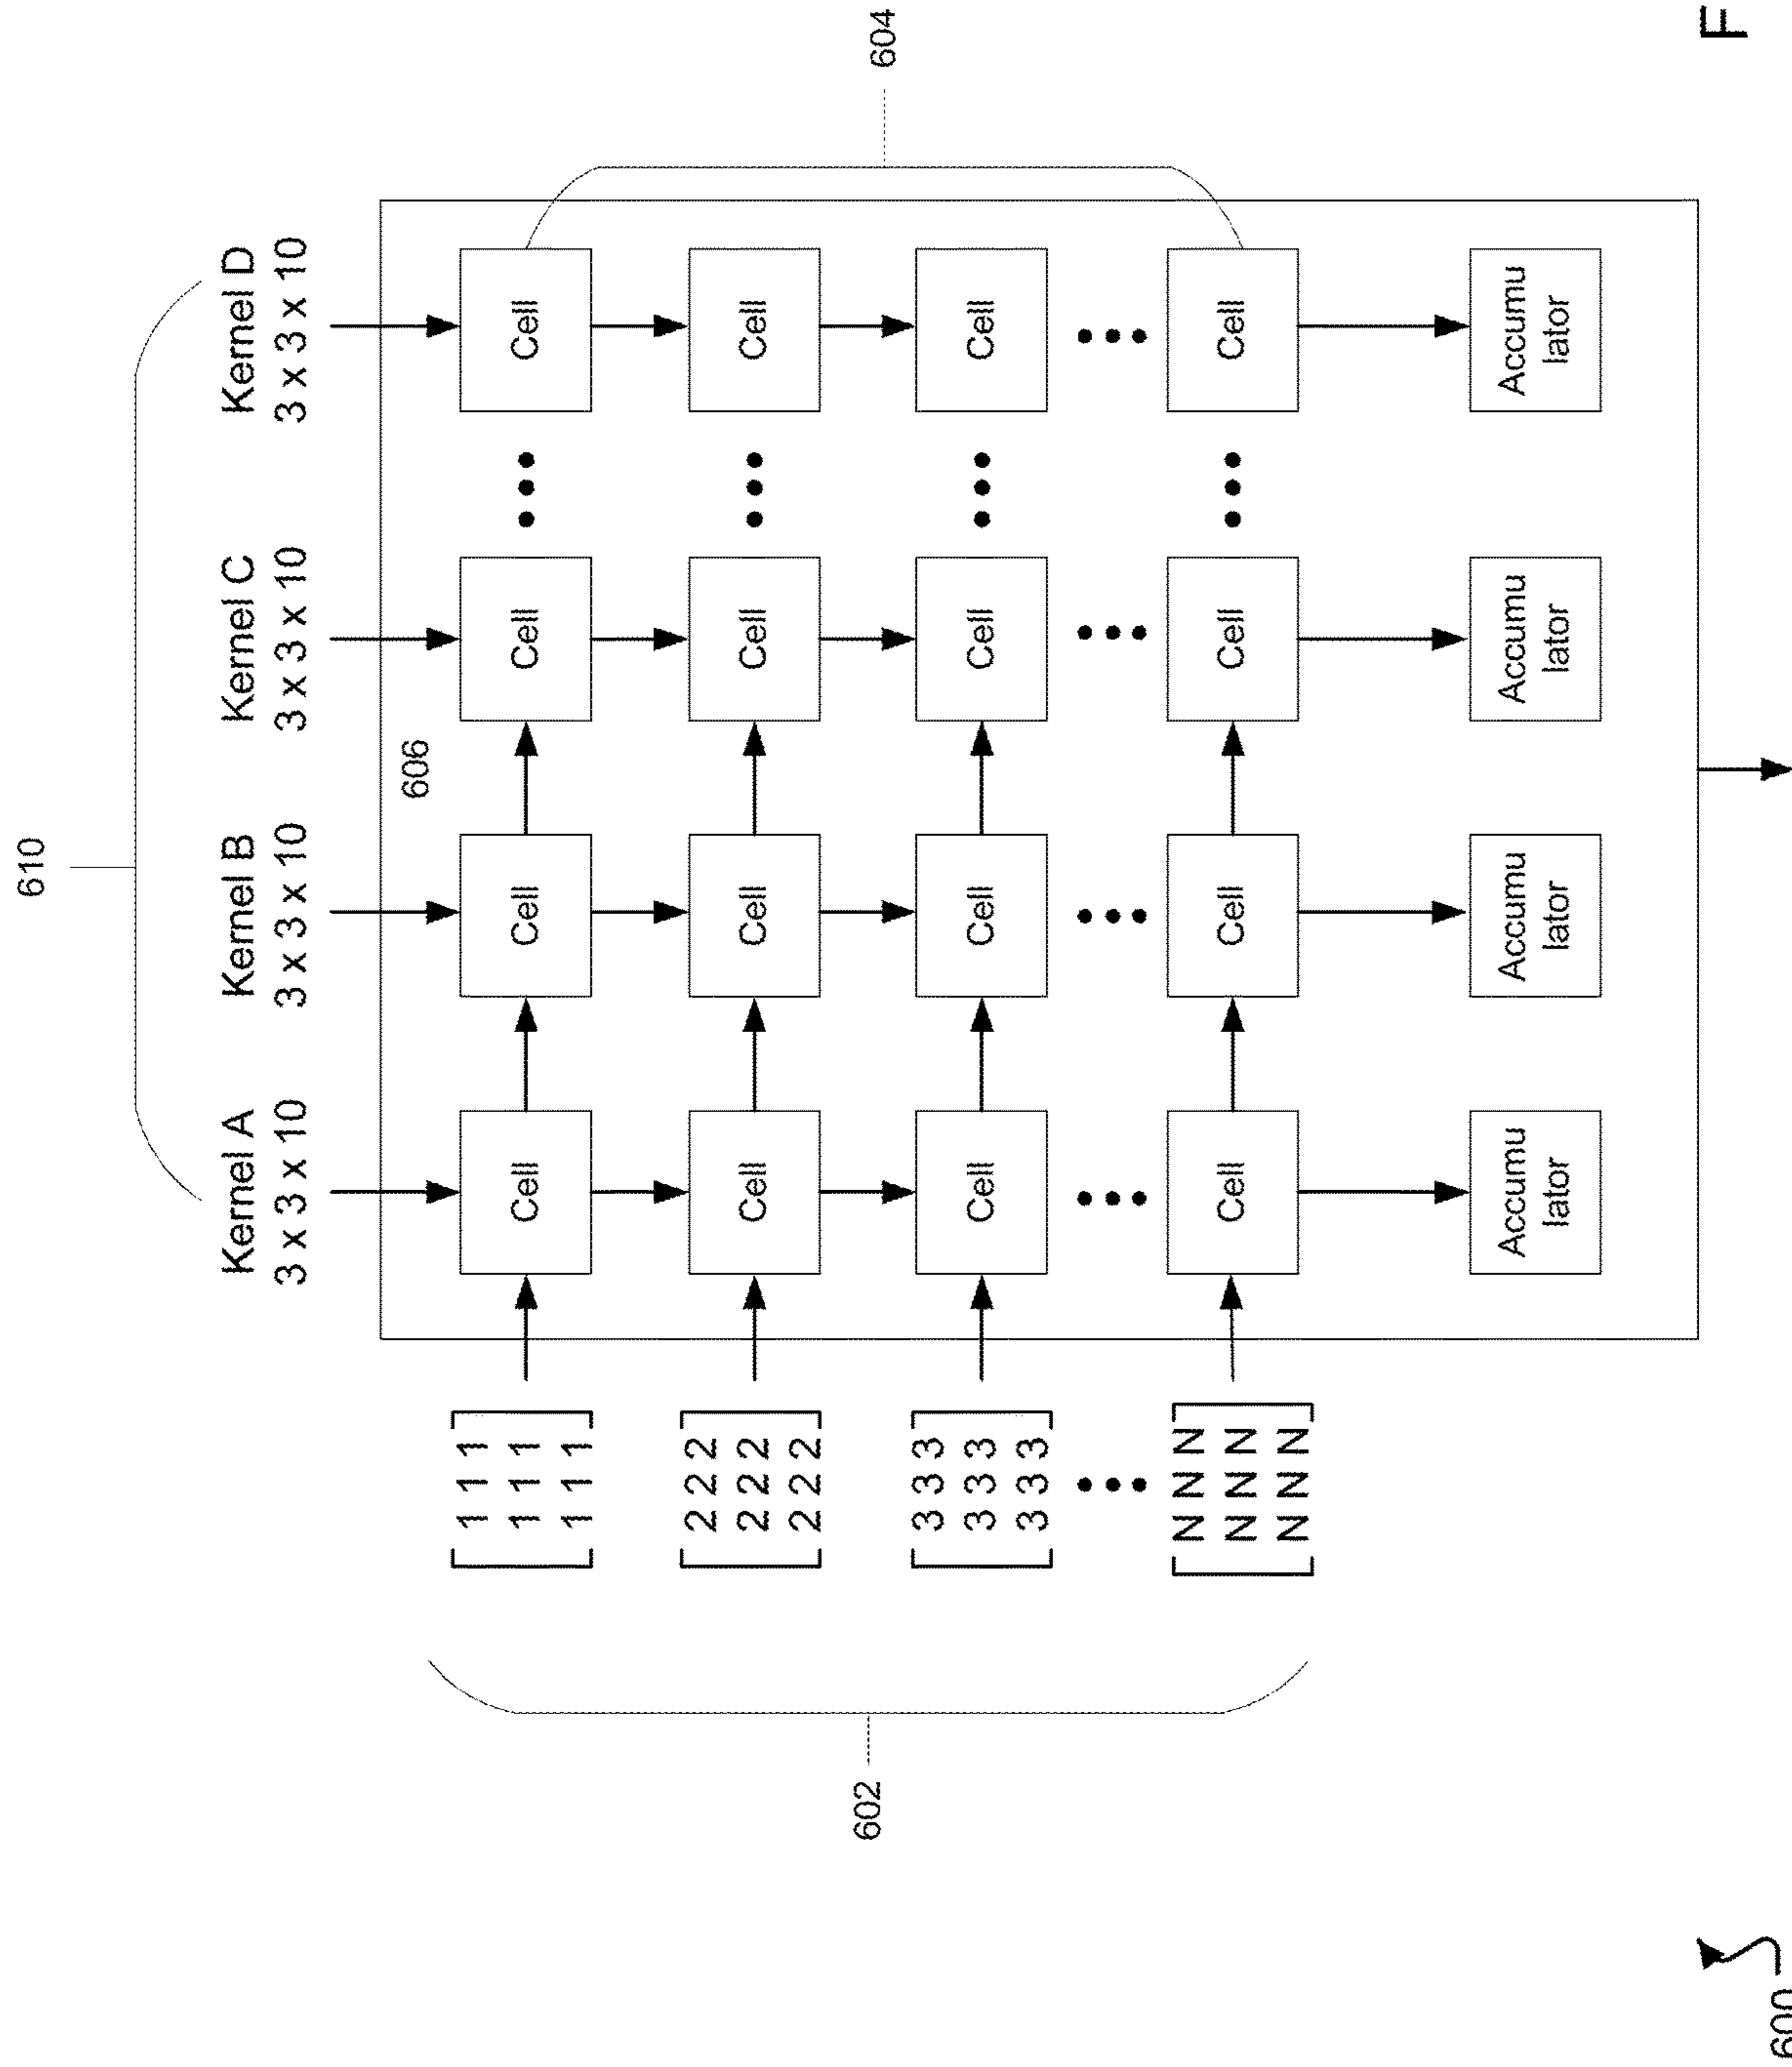 610
Kernel A Kernel B Kernel C Kernel D
3 x 3 x 10 3 x 3 x 10 3 x 3 x 10 3 x 3 x 10
606
1 1 1
1 1 1
1 1 1
Cell Cell Cell Cell
2 2 2
2 2 2
2 2 2
Cell Cell Cell Cell
602
604
3 3 3
3 3 3
3 3 3
Cell Cell Cell Cell
N N N
N N N
N N N
Cell Cell Cell Cell
Accumu Accumu Accumu Accumu
lator lator lator lator
600
F